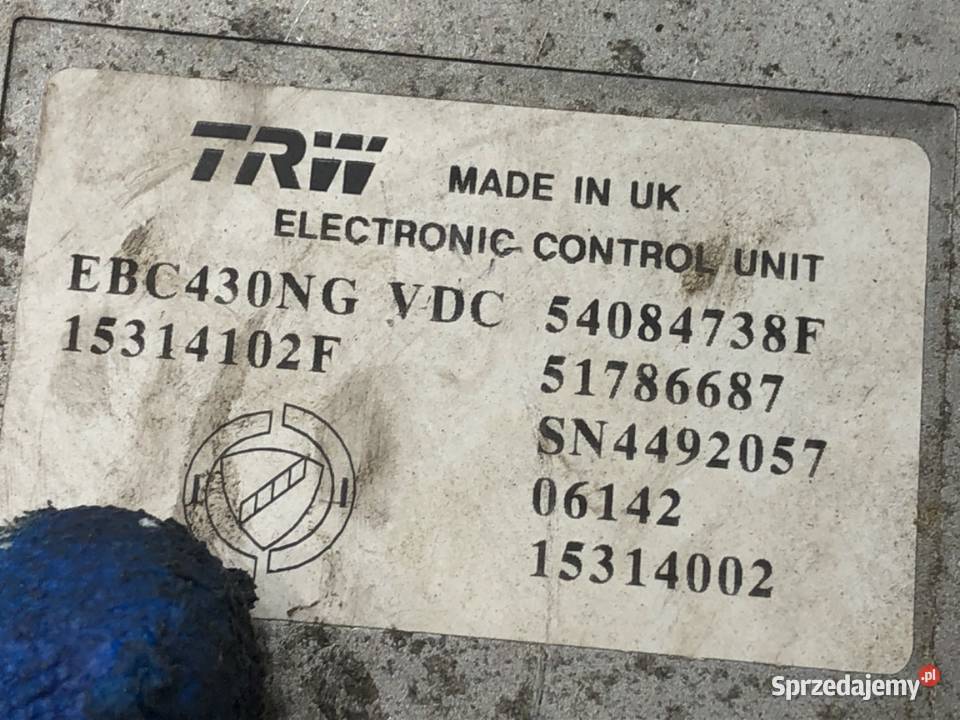 TRW MADE IN UK
ELECTRONIC CONTROL UNIT
EBC430NG VDC 54084738F
15314102F
51786687
SN4492057
06142
15314002
Sprzedajemy.pl